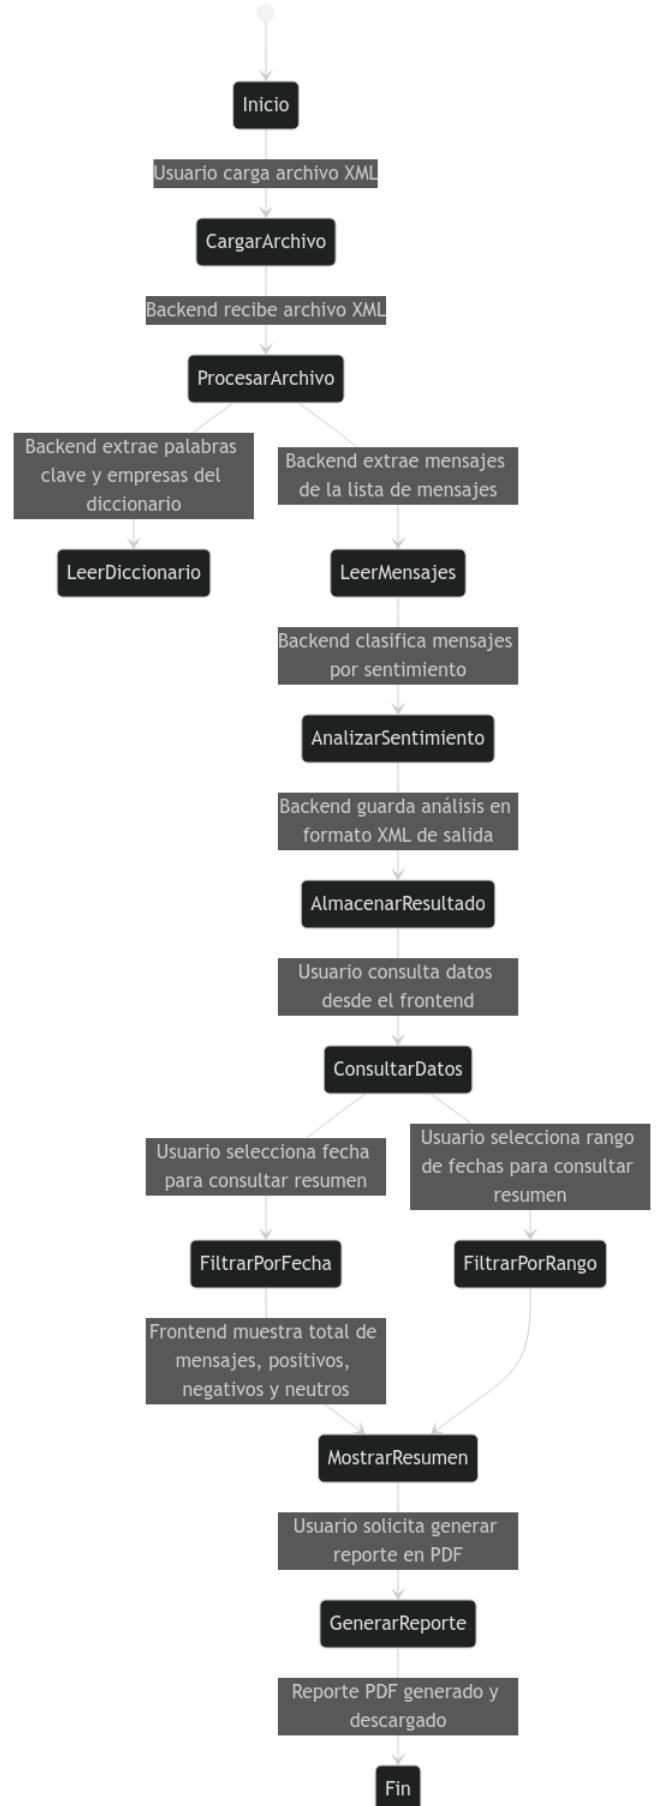 Inicio
Usuario carga archivo XML
CargarArchivo
Backend recibe archivo XML
ProcesarArchivo
Backend extrae palabras
clave y empresas del
diccionario
Backend extrae mensajes
de la lista de mensajes
LeerDiccionario
LeerMensajes
Backend clasifica mensajes
por sentimiento
AnalizarSentimiento
Backend guarda análisis en
formato XML de salida
AlmacenarResultado
Usuario consulta datos
desde el frontend
ConsultarDatos
Usuario selecciona fecha
para consultar resumen
Usuario selecciona rango
de fechas para consultar
resumen
FiltrarPorFecha
FiltrarPorRango
Frontend muestra total de
mensajes, positivos,
negativos y neutros
MostrarResumen
Usuario solicita generar
reporte en PDF
GenerarReporte
Reporte PDF generado y
descargado
Fin